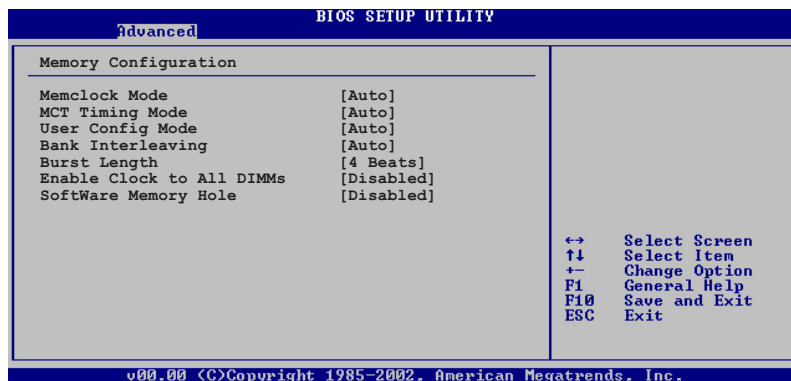 BIOS SETUP UTILITY
Advanced
Memory Configuration
Memclock Mode [Auto]
MCT Timing Mode [Auto]
User Config Mode [Auto]
Bank Interleaving [Auto]
Burst Length [4 Beats]
Enable Clock to All DIMMs [Disabled]
SoftWare Memory Hole [Disabled]
←→ Select Screen
↑↓ Select Item
+- Change Option
F1 General Help
F10 Save and Exit
ESC Exit
v00.00 (C)Copyright 1985-2002, American Megatrends, Inc.